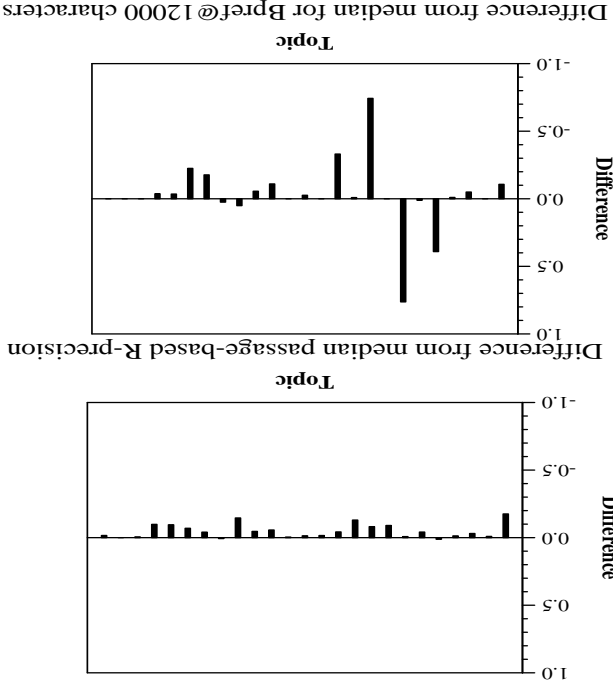 1.0
0.5
0.0
-0.5
-1.0
Difference
Topic
Difference from median passage-based-R-precision
1.0
0.5
0.0
-0.5
-1.0
Difference
Topic
Difference from median for Bpref@12000 characters